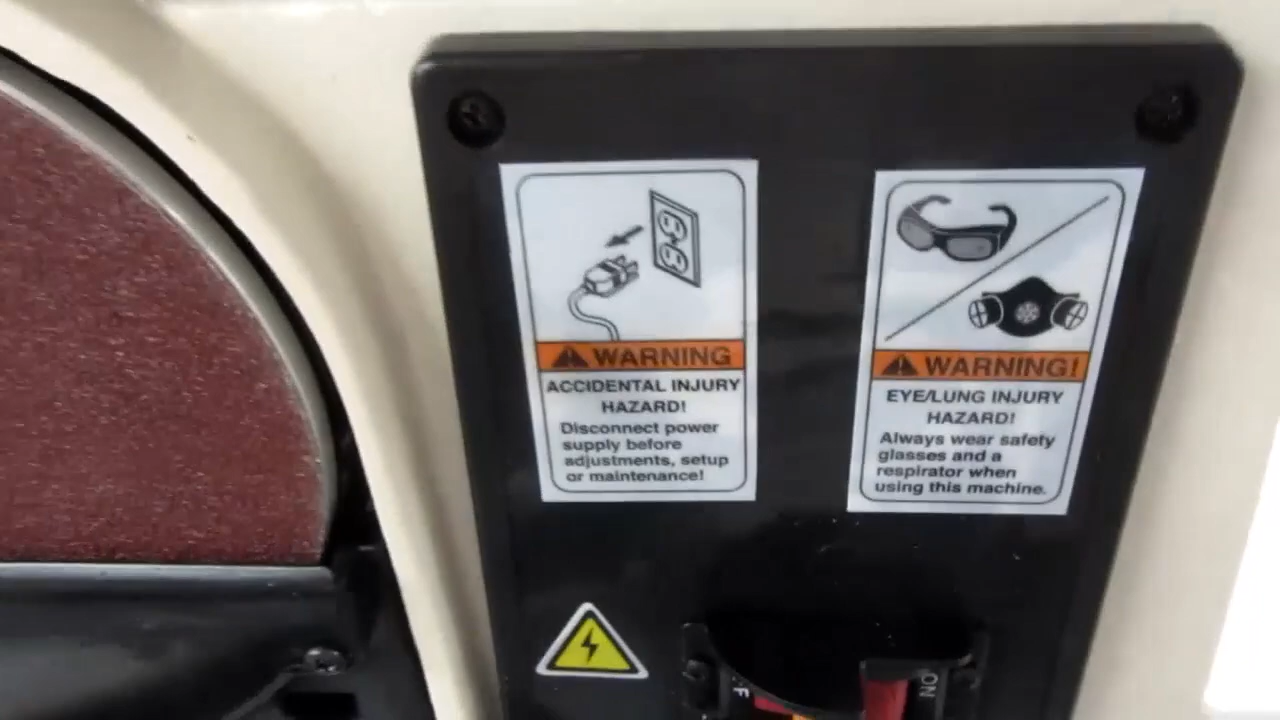 WARNING
ACCIDENTAL INJURY
HAZARD!
Disconnect power
supply before
adjustments, setup
or maintenance!
WARNING!
EYE/LUNG INJURY
HAZARD!
Always wear safety
glasses and a
respirator when
using this machine.
ON